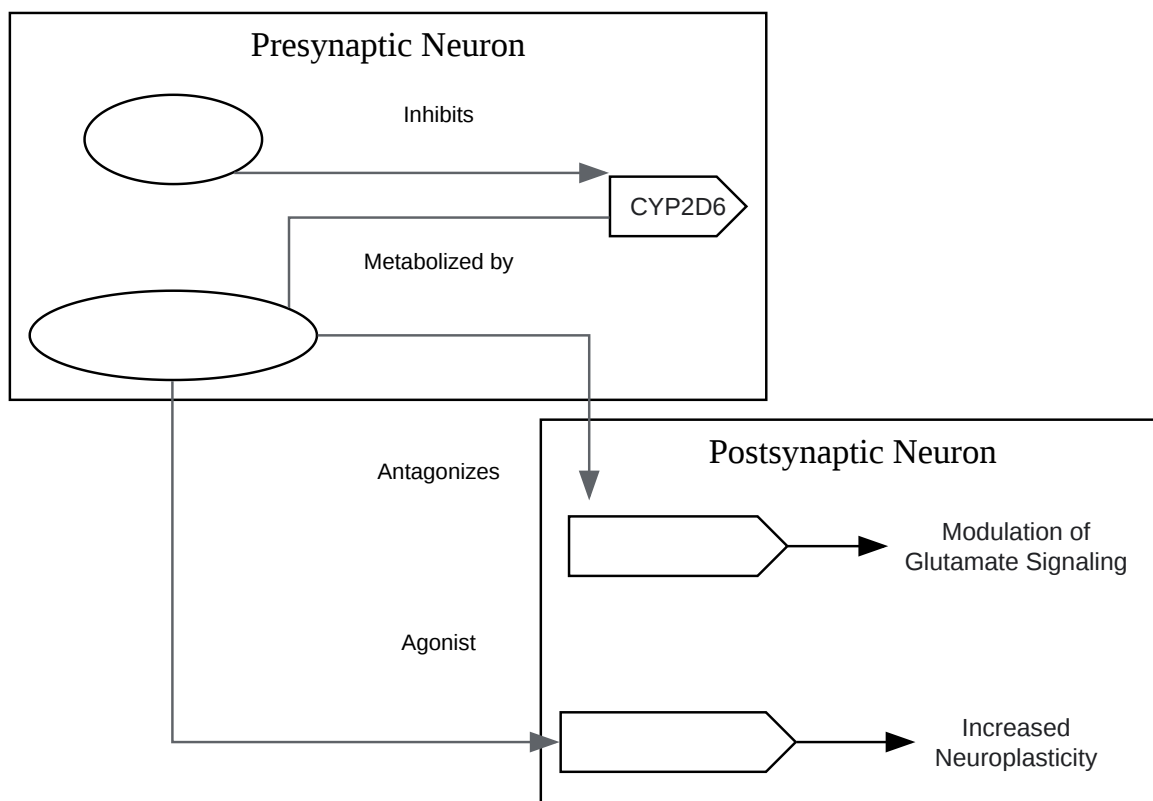 Presynaptic Neuron
Inhibits
CYP2D6
Metabolized by
Antagonizes
Postsynaptic Neuron
Modulation of
Glutamate Signaling
Agonist
Increased
Neuroplasticity